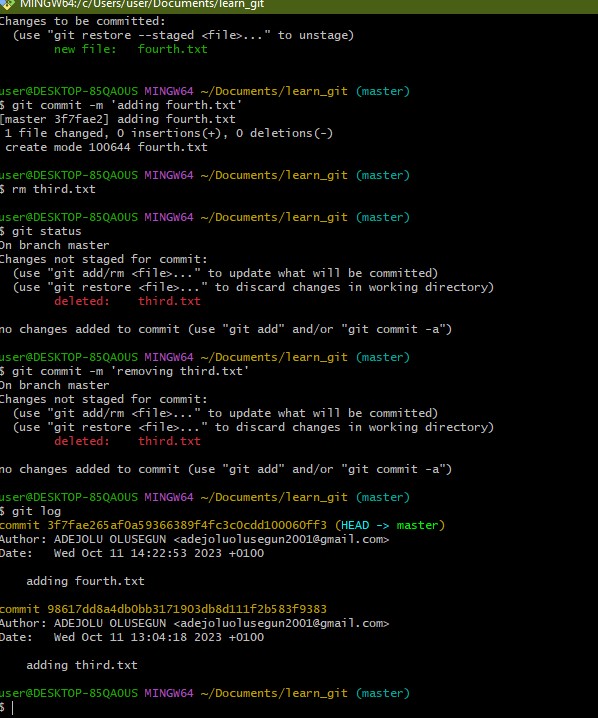 MINGW64:/c/Users/user/Documents/learn_git
Changes to be committed:
  (use "git restore --staged <file>..." to unstage)
        new file:   fourth.txt
user@DESKTOP-85QAOUS MINGW64 ~/Documents/learn_git (master)
$ git commit -m 'adding fourth.txt'
[master 3f7fae2] adding fourth.txt
 1 file changed, 0 insertions(+), 0 deletions(-)
 create mode 100644 fourth.txt
user@DESKTOP-85QAOUS MINGW64 ~/Documents/learn_git (master)
$ rm third.txt
user@DESKTOP-85QAOUS MINGW64 ~/Documents/learn_git (master)
$ git status
On branch master
Changes not staged for commit:
  (use "git add/rm <file>..." to update what will be committed)
  (use "git restore <file>..." to discard changes in working directory)
        deleted:    third.txt
no changes added to commit (use "git add" and/or "git commit -a")
user@DESKTOP-85QAOUS MINGW64 ~/Documents/learn_git (master)
$ git commit -m 'removing third.txt'
On branch master
Changes not staged for commit:
  (use "git add/rm <file>..." to update what will be committed)
  (use "git restore <file>..." to discard changes in working directory)
        deleted:    third.txt
no changes added to commit (use "git add" and/or "git commit -a")
user@DESKTOP-85QAOUS MINGW64 ~/Documents/learn_git (master)
$ git log
commit 3f7fae265af0a59366389f4fc3c0cdd100060ff3 (HEAD -> master)
Author: ADEJOLU OLUSEGUN <adejoluolusegun2001@gmail.com>
Date:   Wed Oct 11 14:22:53 2023 +0100
    adding fourth.txt
commit 98617dd8a4db0bb3171903db8d111f2b583f9383
Author: ADEJOLU OLUSEGUN <adejoluolusegun2001@gmail.com>
Date:   Wed Oct 11 13:04:18 2023 +0100
    adding third.txt
user@DESKTOP-85QAOUS MINGW64 ~/Documents/learn_git (master)
$